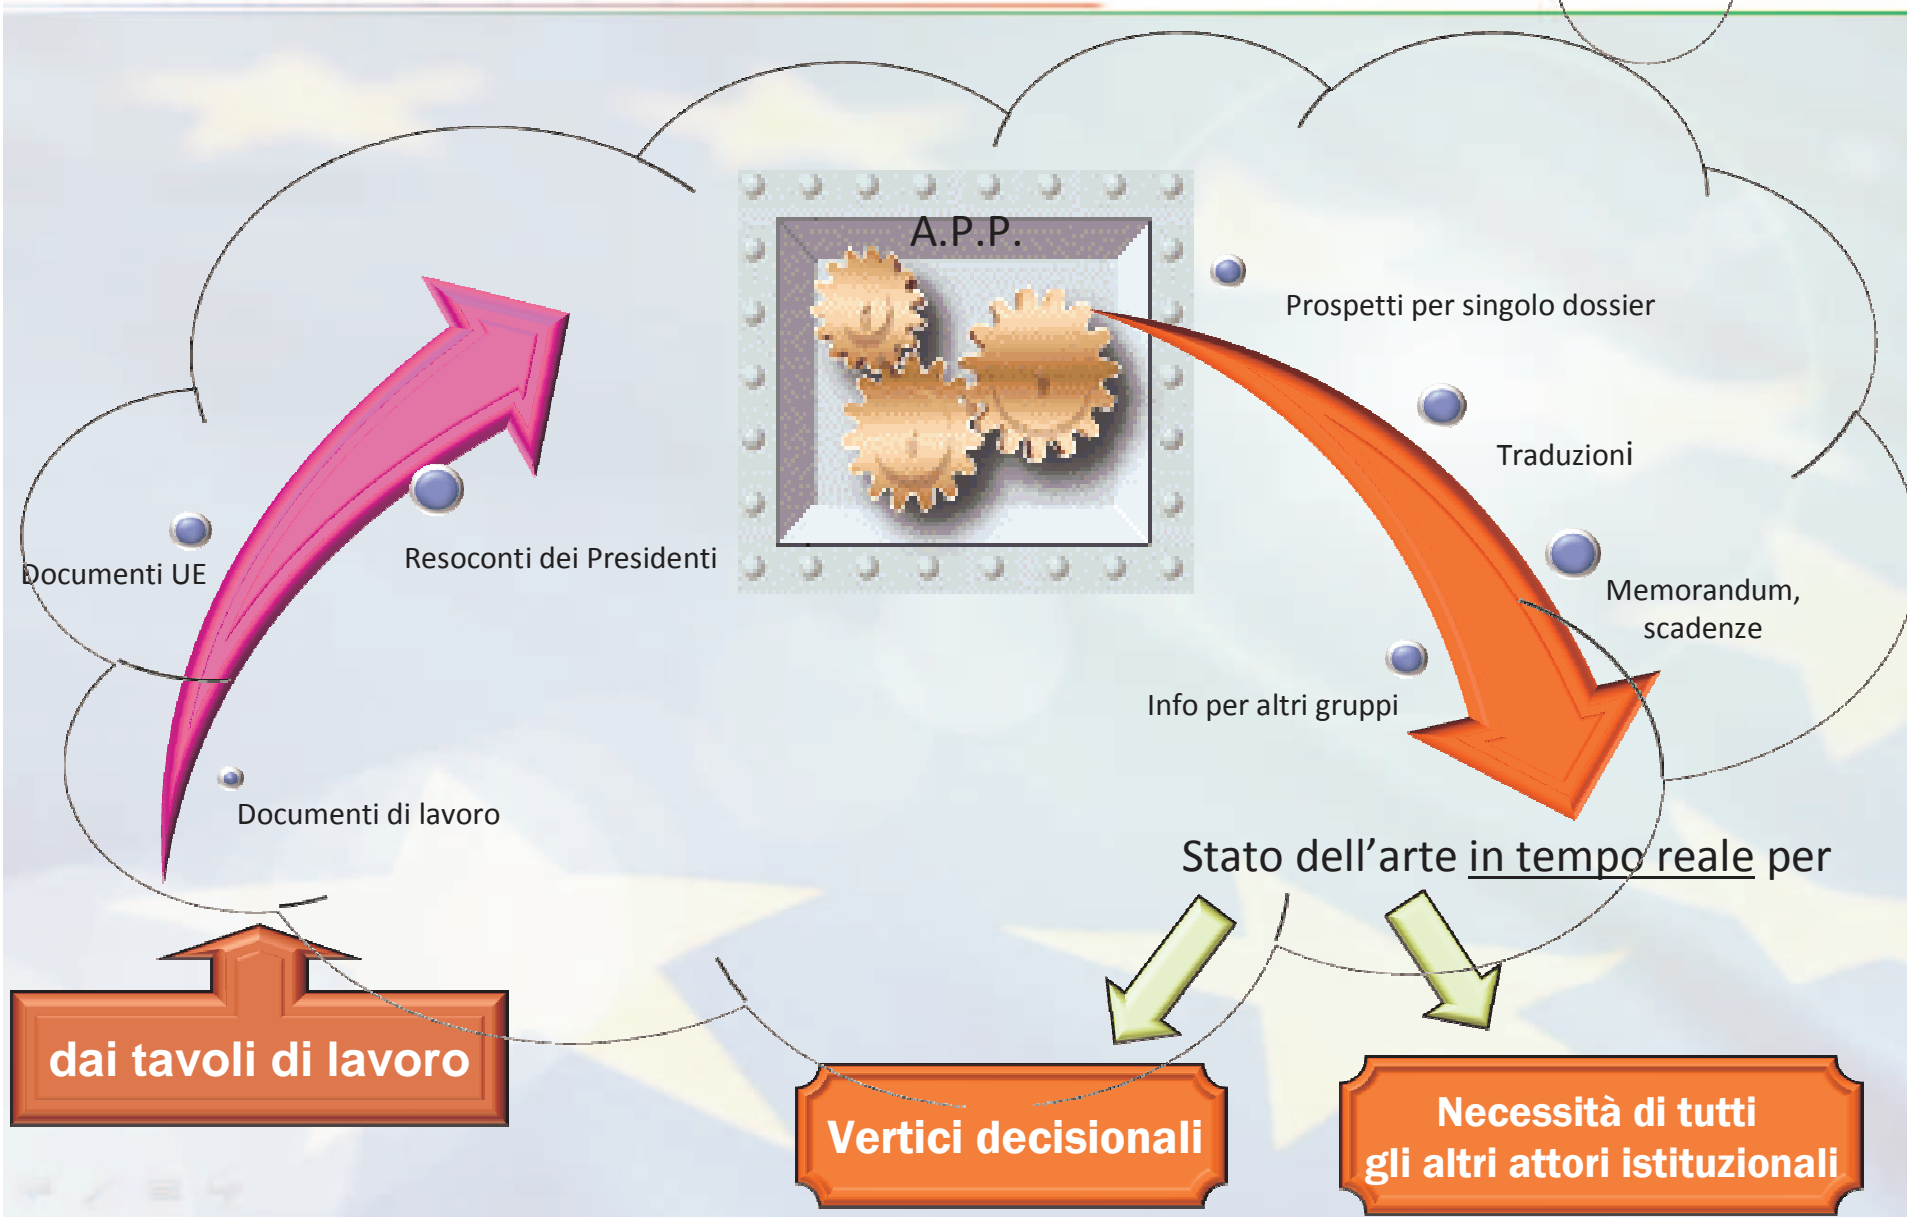 A.P.P.
Prospetti per singolo dossier
Traduzioni
Documenti UE
Resoconti dei Presidenti
Memorandum,
scadenze
Info per altri gruppi
Documenti di lavoro
Stato dell’arte in tempo reale per
dai tavoli di lavoro
Vertici decisionali
Necessità di tutti
gli altri attori istituzionali